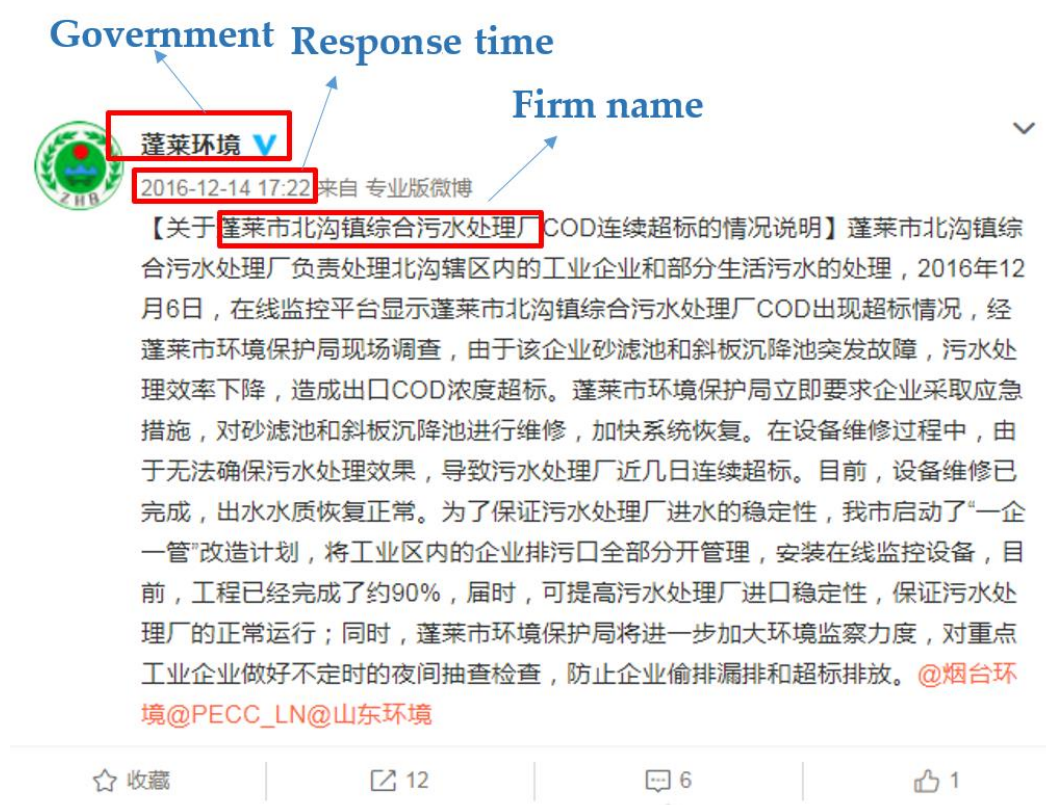 Government Response time
Firm name
蓬莱环境 V
ZHB
2016-12-14 17:22 来自 专业版微博
【关于蓬莱市北沟镇综合污水处理厂COD连续超标的情况说明】蓬莱市北沟镇综
合污水处理厂负责处理北沟辖区内的工业企业和部分生活污水的处理，2016年12
月6日，在线监控平台显示蓬莱市北沟镇综合污水处理厂COD出现超标情况，经
蓬莱市环境保护局现场调查，由于该企业砂滤池和斜板沉降池突发故障，污水处
理效率下降，造成出口COD浓度超标。蓬莱市环境保护局立即要求企业采取应急
措施，对砂滤池和斜板沉降池进行维修，加快系统恢复。在设备维修过程中，由
于无法确保污水处理效果，导致污水处理厂近几日连续超标。目前，设备维修已
完成，出水水质恢复正常。为了保证污水处理厂进水的稳定性，我市启动了“一企
一管”改造计划，将工业区内的企业排污口全部分开管理，安装在线监控设备，目
前，工程已经完成了约90%，届时，可提高污水处理厂进口稳定性，保证污水处
理厂的正常运行；同时，蓬莱市环境保护局将进一步加大环境监察力度，对重点
工业企业做好不定时的夜间抽查检查，防止企业偷排漏排和超标排放。@烟台环
境@PECC_LN@山东环境
收藏 12 6 1